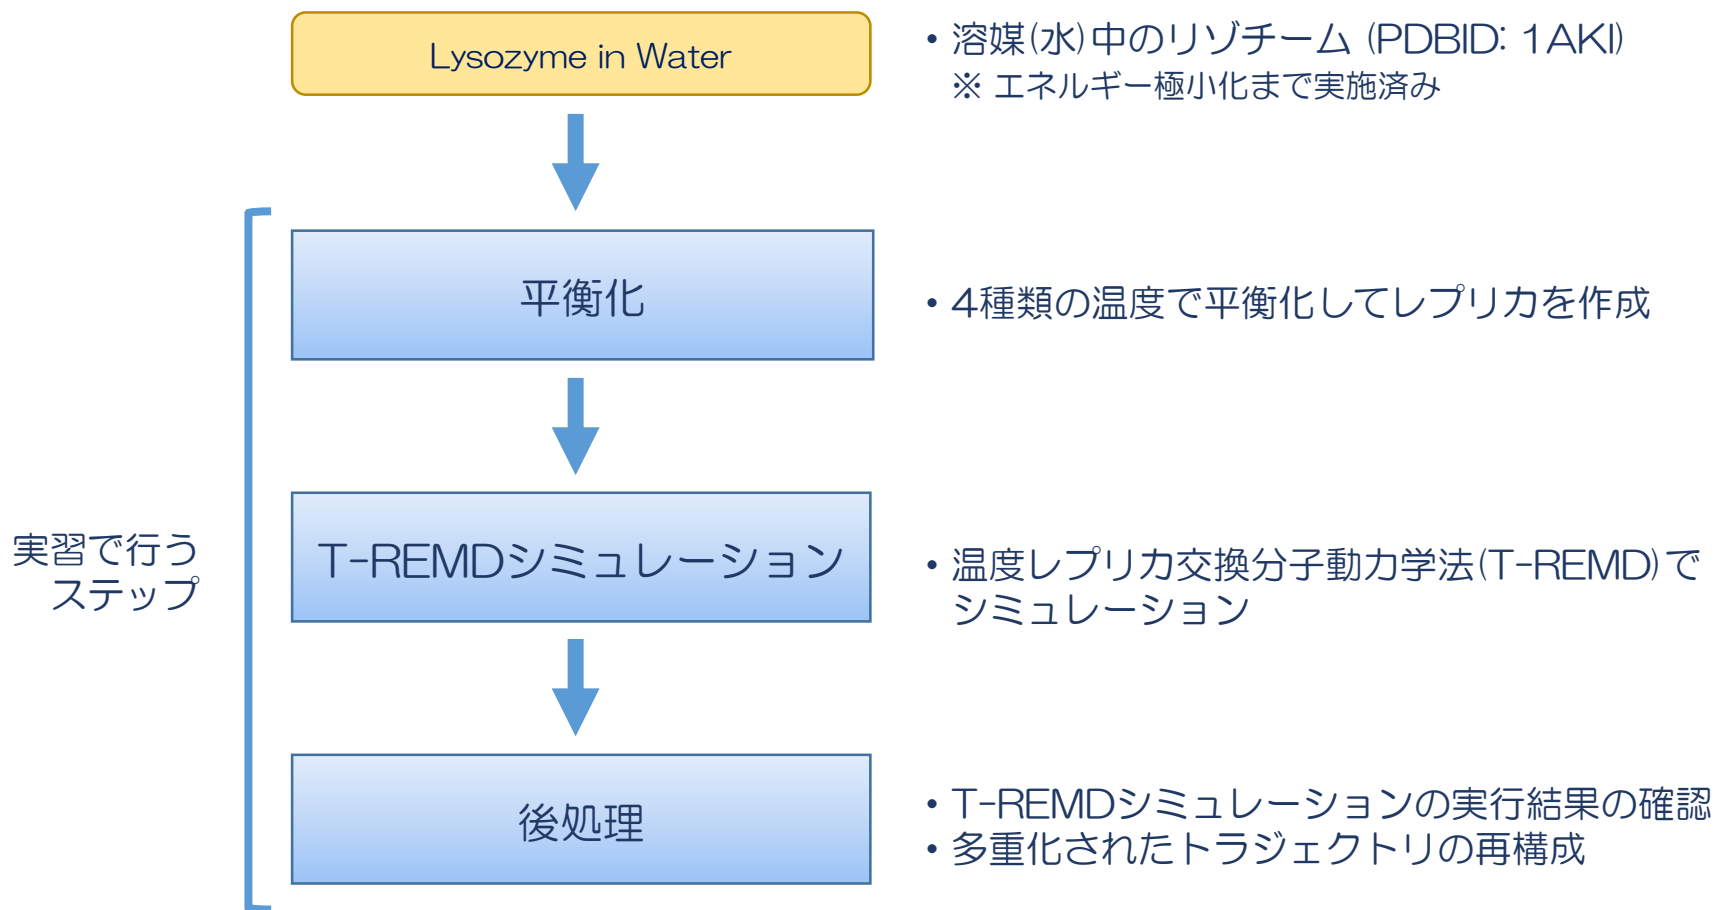 Lysozyme in Water
・溶媒(水)中のリゾチーム (PDBID: 1AKI)
※ エネルギー極小化まで実施済み
平衡化
・4種類の温度で平衡化してレプリカを作成
実習で行う
ステップ
T-REMDシミュレーション
・温度レプリカ交換分子動力学法(T-REMD)で
シミュレーション
後処理
・T-REMDシミュレーションの実行結果の確認
・多重化されたトラジェクトリの再構成